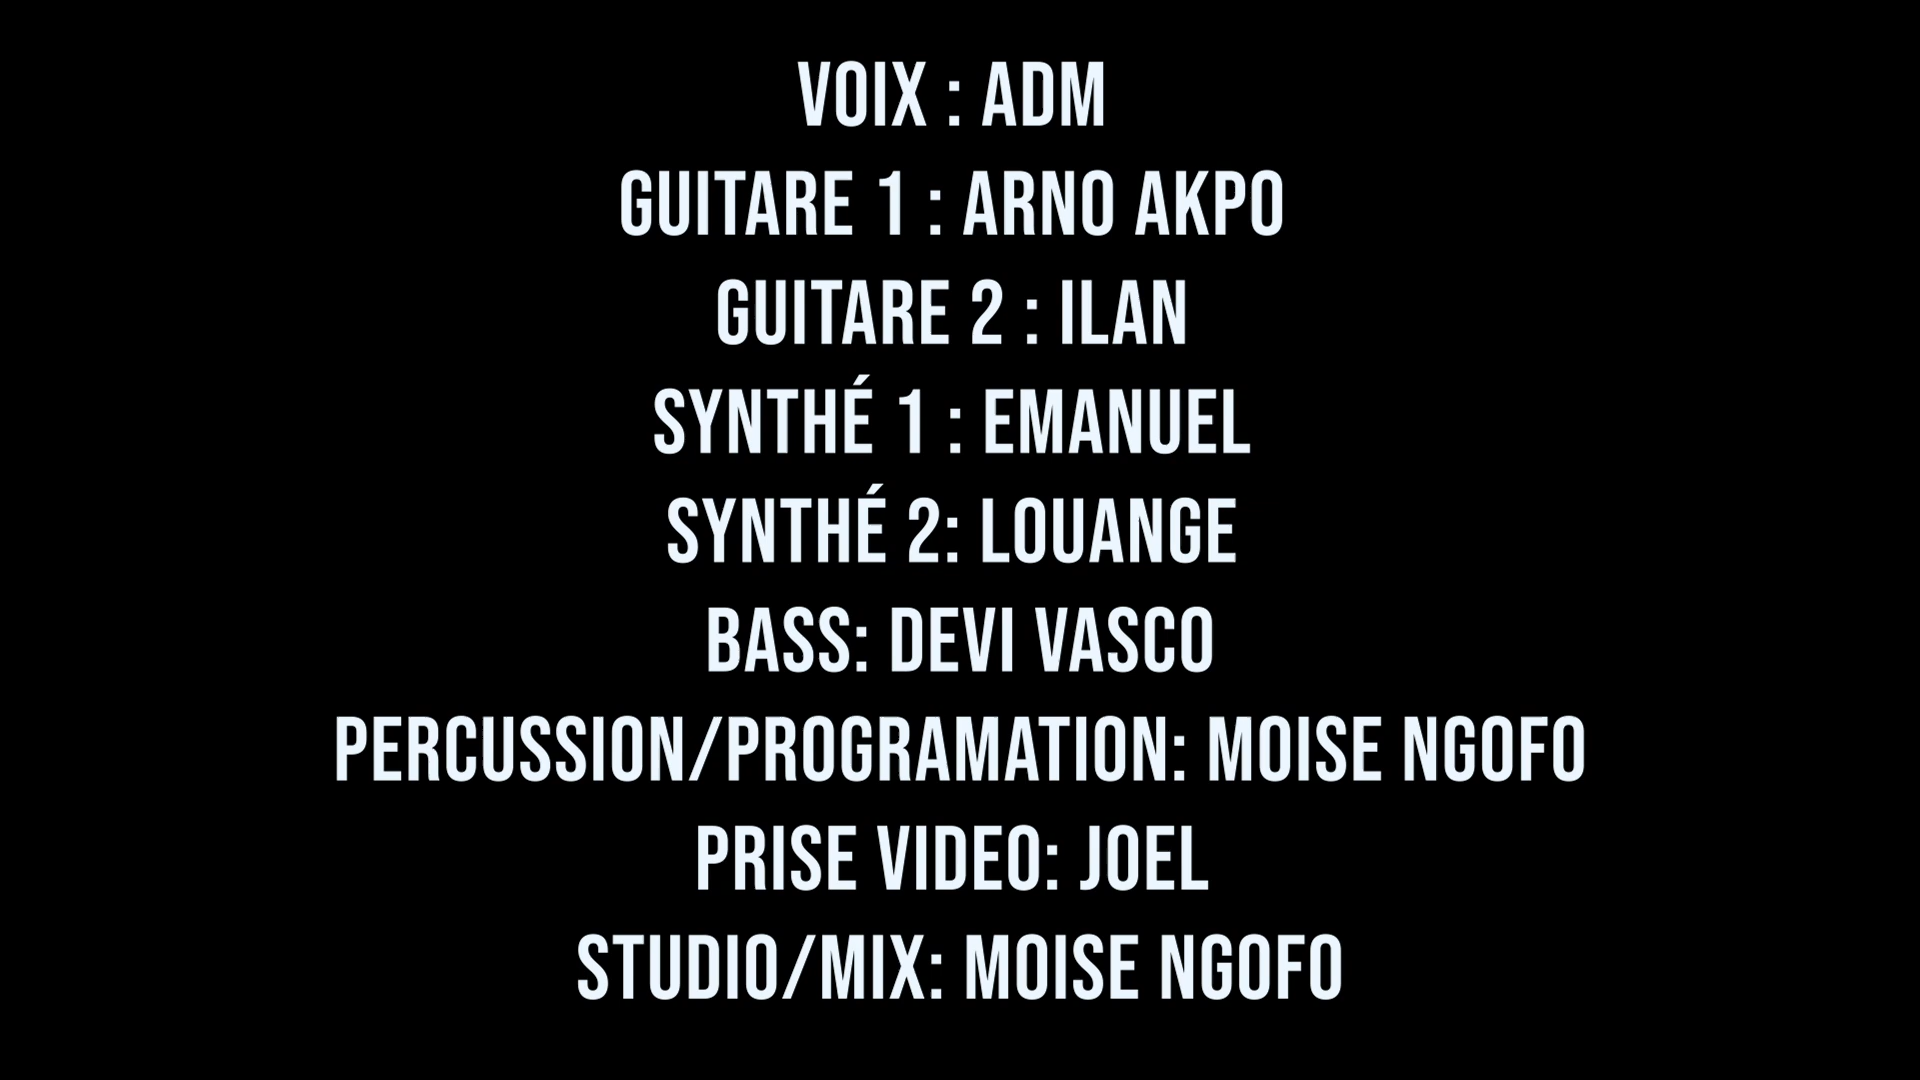 VOIX : ADM
GUITARE 1 : ARNO AKPO
GUITARE 2 : ILAN
SYNTHÉ 1 : EMANUEL
SYNTHÉ 2: LOUANGE
BASS: DEVI VASCO
PERCUSSION/PROGRAMATION: MOISE NGOFO
PRISE VIDEO: JOEL
STUDIO/MIX: MOISE NGOFO